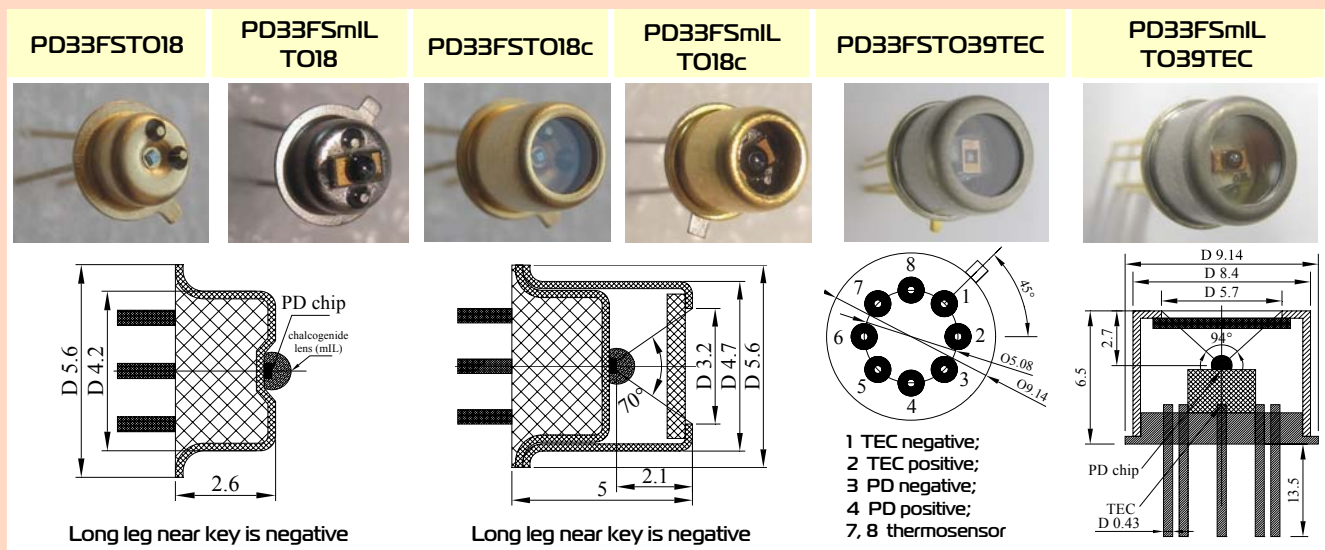 PD33FSTO18
PD33FSmIL
TO18
PD33FSTO18c
PD33FSmIL
TO18c
PD33FSTO39TEC
PD33FSmIL
TO39TEC
D 5.6
D 4.2
PD chip
chalcogenide
lens (mIL)
2.6
Long leg near key is negative
70°
D 3.2
D 4.7
D 5.6
2.1
5
Long leg near key is negative
8
7
1
6
2
5
3
4
45°
O5.08
O9.14
1 TEC negative;
2 TEC positive;
3 PD negative;
4 PD positive;
7, 8 thermosensor
D 9.14
D 8.4
D 5.7
2.7
94°
6.5
PD chip
TEC
D 0.43
13.5